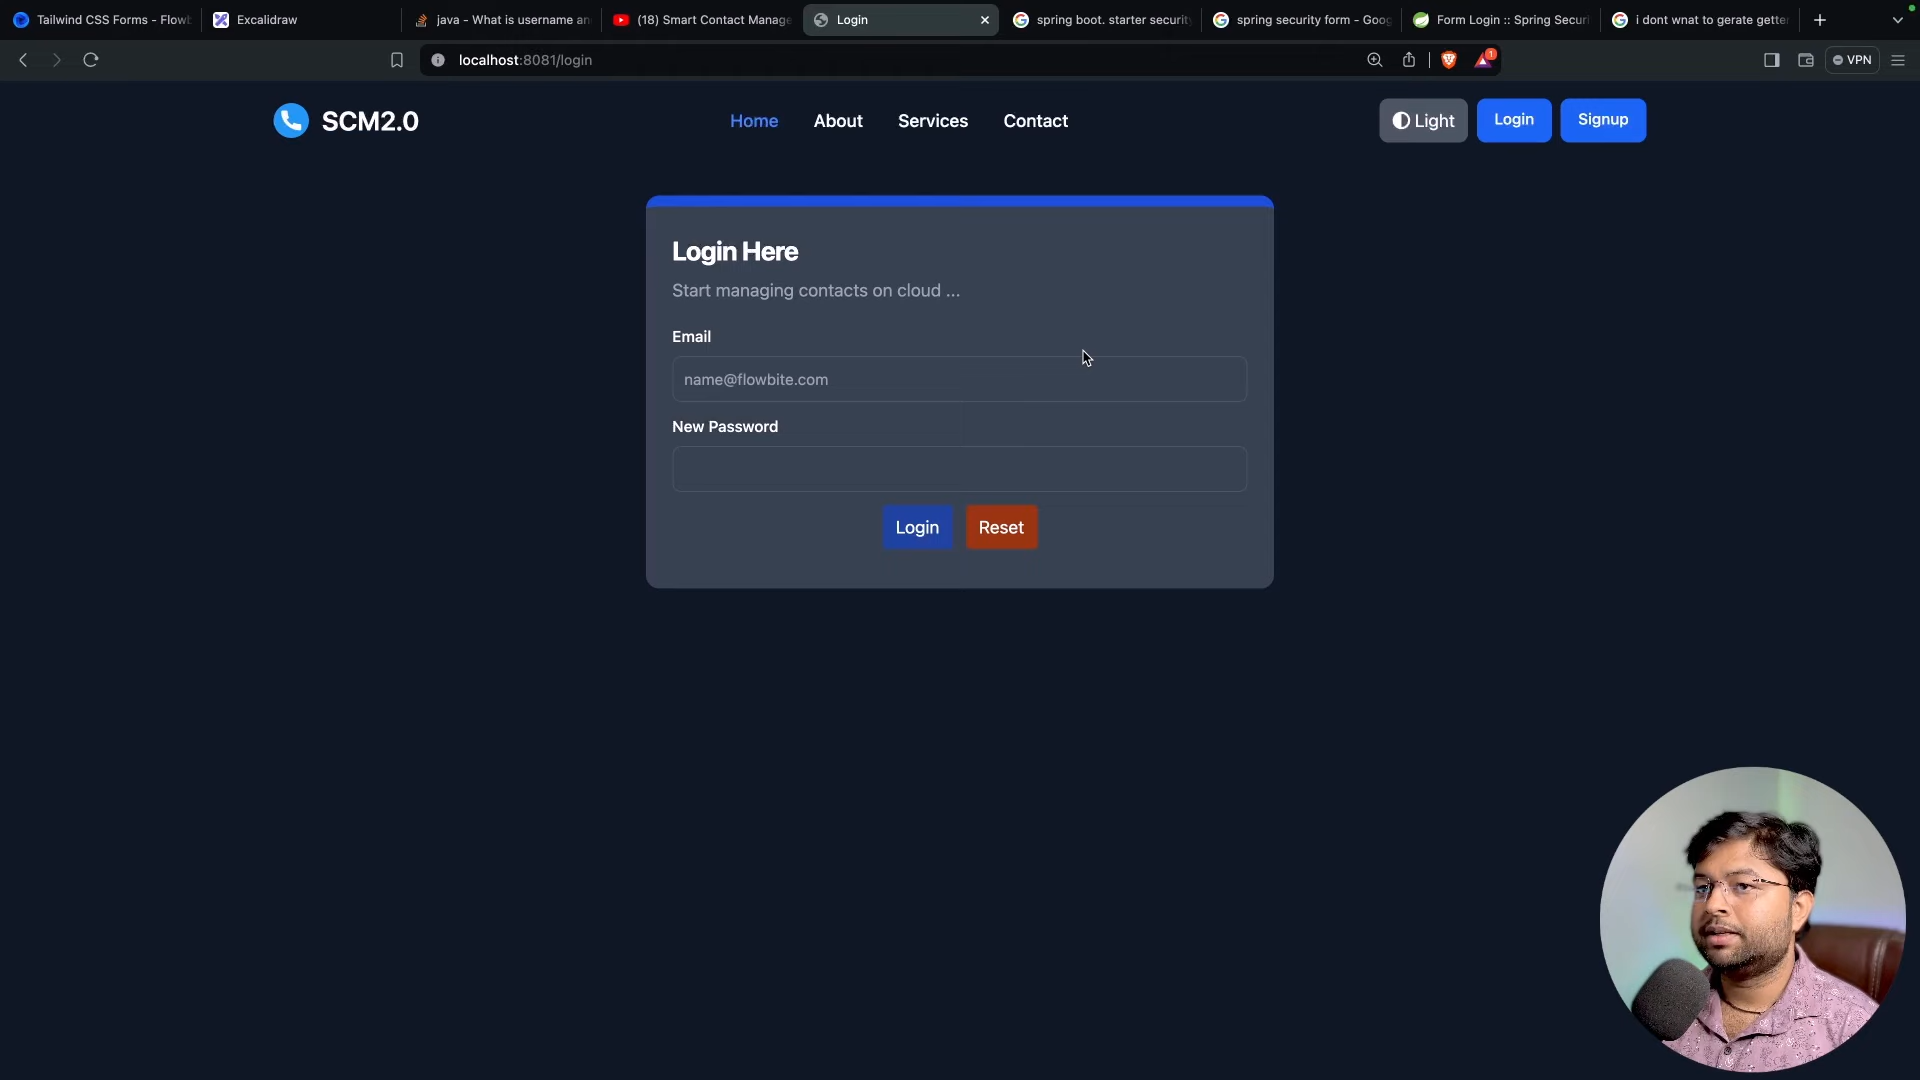 Tailwind CSS Forms - Flowb
Excalidraw
java - What is username an
(18) Smart Contact Manage
Login
spring boot. starter security
spring security form - Goog
Form Login :: Spring Securi
i dont wnat to gerate getter
localhost:8081/login
1
VPN
SCM2.0
Home
About
Services
Contact
Light
Login
Signup
Login Here
Start managing contacts on cloud ...
Email
name@flowbite.com
New Password
Login
Reset